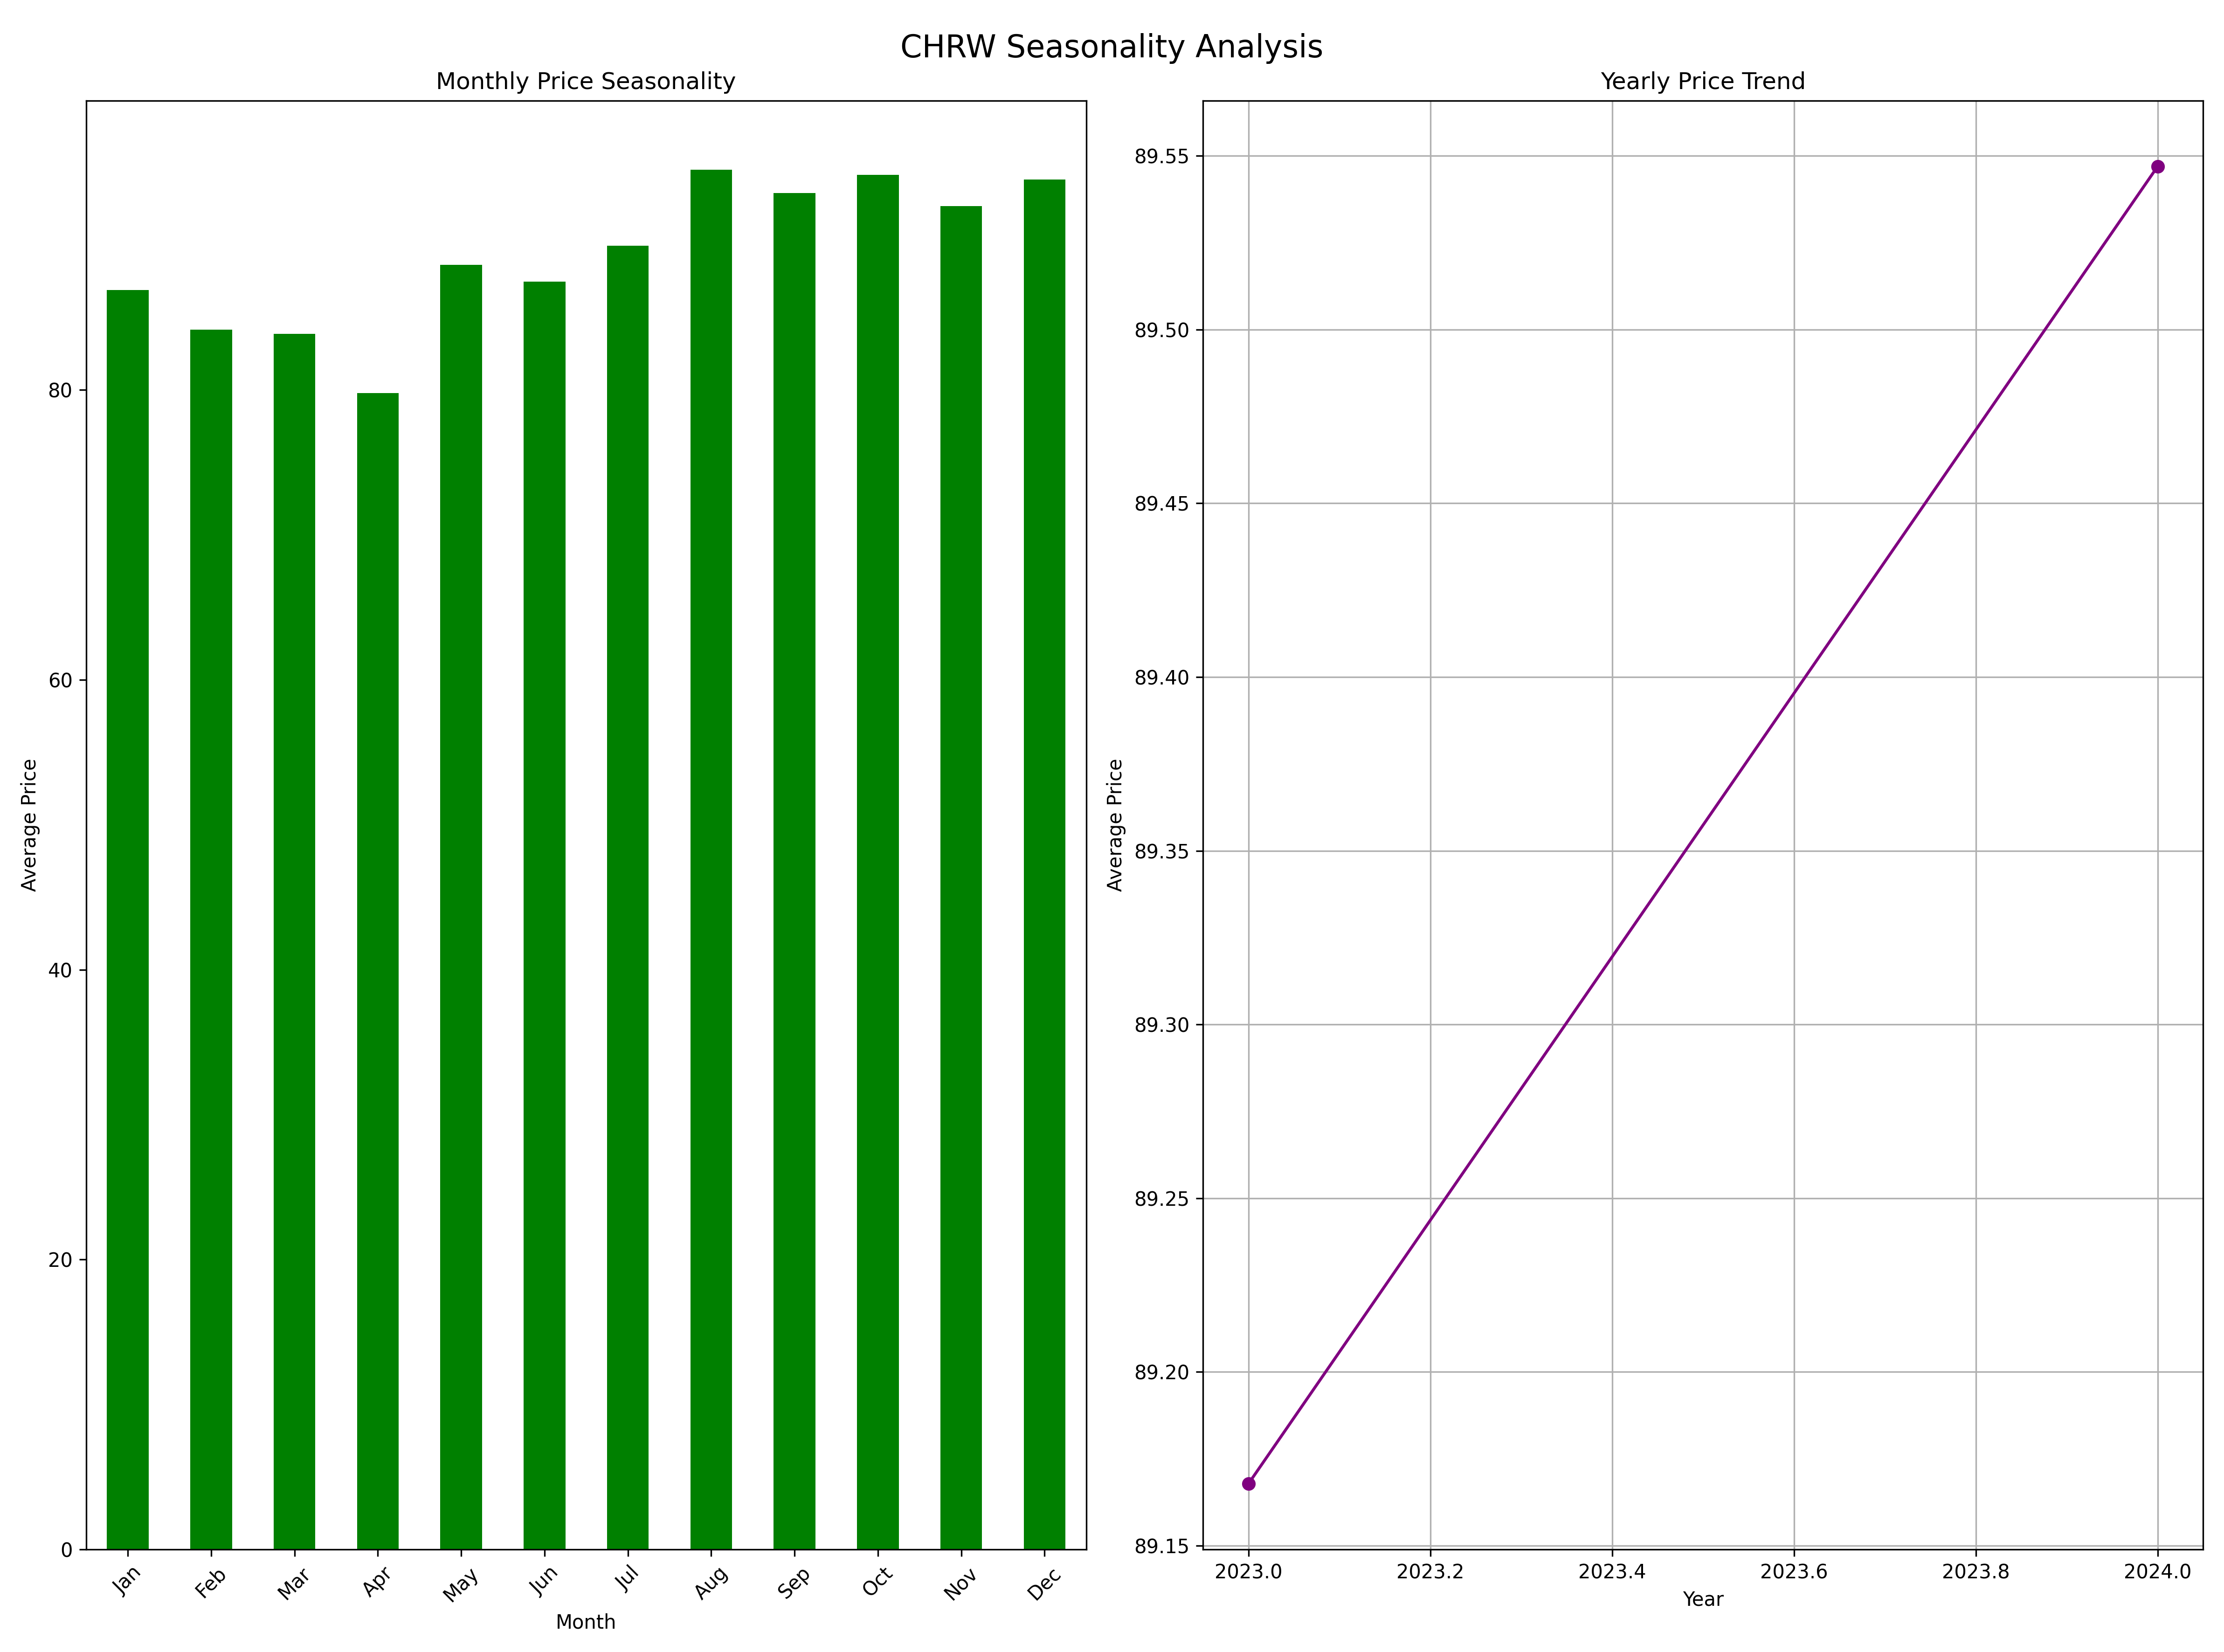 CHRW Seasonality Analysis
Monthly Price Seasonality
Average Price
80
60
40
20
0
Jan
Feb
Mar
Apr
May
Jun
Jul
Aug
Sep
Oct
Nov
Dec
Month
Yearly Price Trend
Average Price
89.55
89.50
89.45
89.40
89.35
89.30
89.25
89.20
89.15
2023.0
2023.2
2023.4
2023.6
2023.8
2024.0
Year